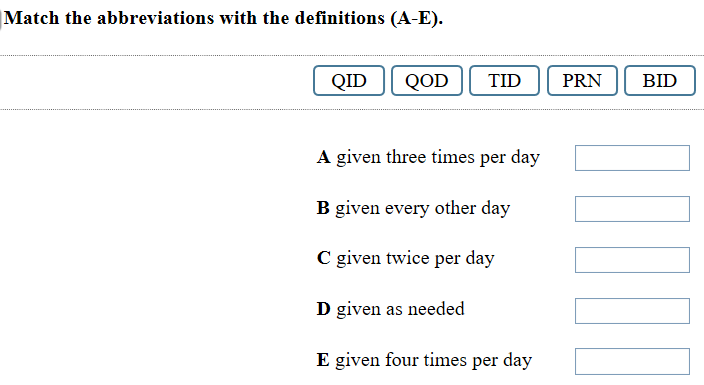 Match the abbreviations with the definitions (A-E).
QID QOD TID PRN BID
A given three times per day
B given every other day
C given twice per day
D given as needed
E given four times per day